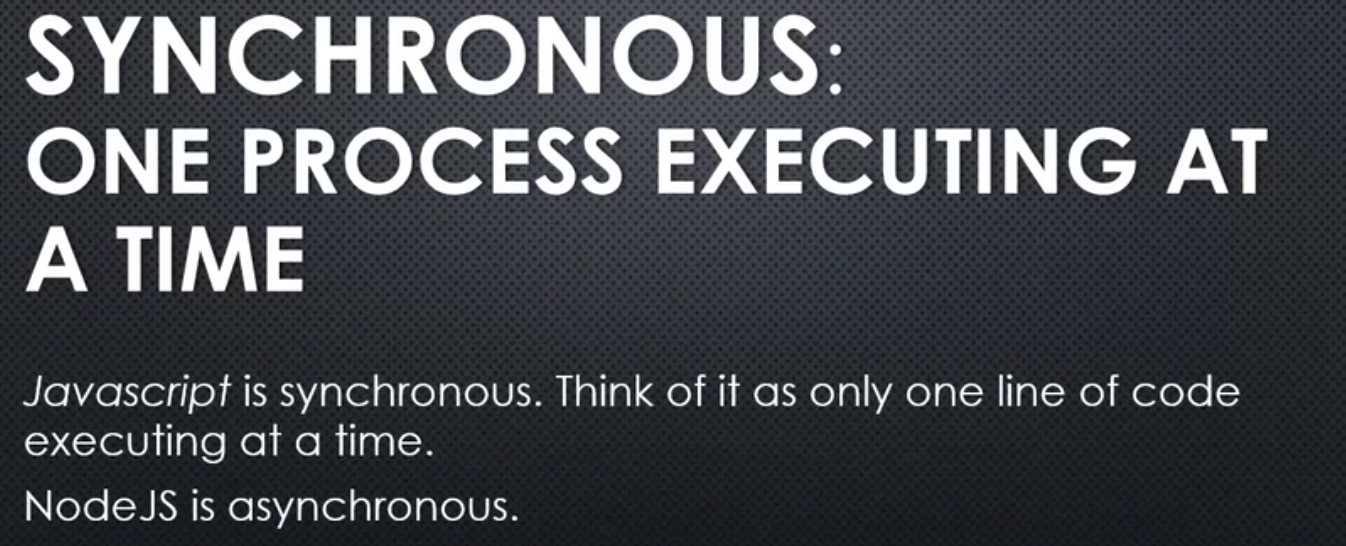 SYNCHRONOUS:
ONE PROCESS EXECUTING AT
A TIME
Javascript is synchronous. Think of it as only one line of code
executing at a time.
NodeJS is asynchronous.